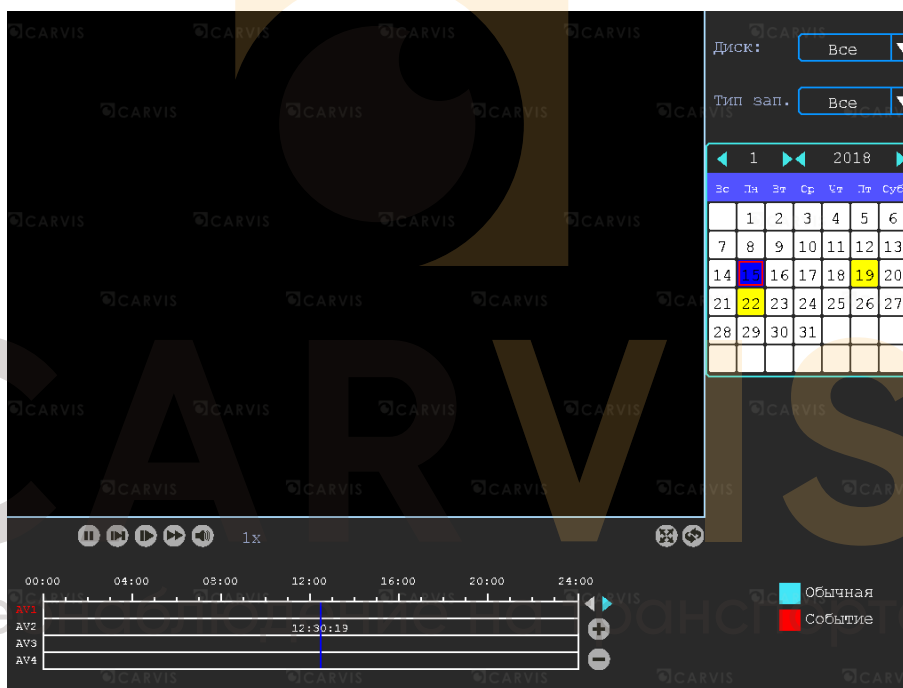 Диск: Все
Тип зап. Все
1 2018
Вс Пн Вт Ср Чт Пт Суб
1 2 3 4 5 6
7 8 9 10 11 12 13
14 15 16 17 18 19 20
21 22 23 24 25 26 27
28 29 30 31
1x
00:00 04:00 08:00 12:00 16:00 20:00 24:00
AV1
AV2 12:30:19
AV3
AV4
Обычная
Событие
CARVIS